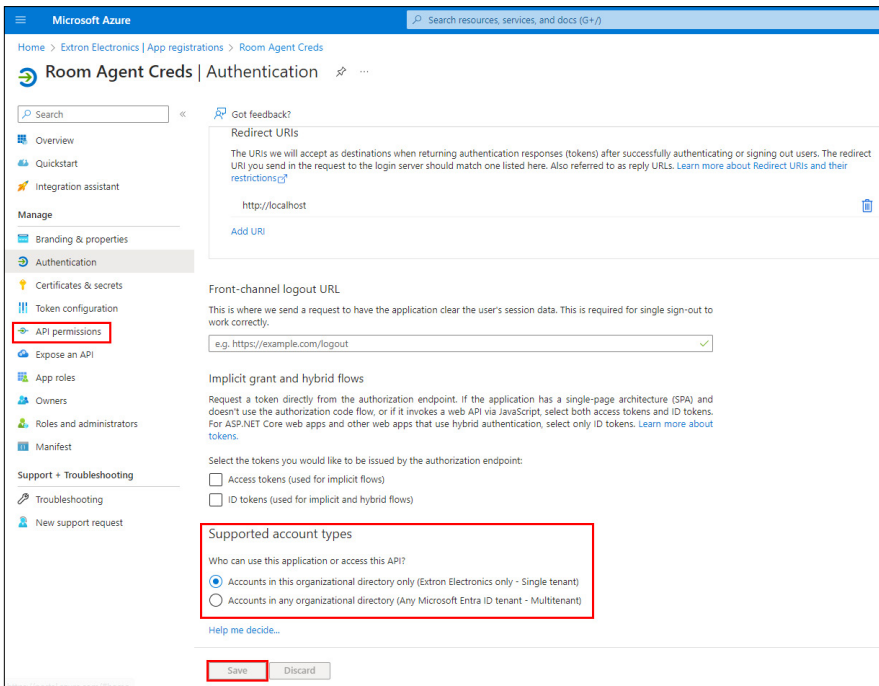 Microsoft Azure
Search resources, services, and docs (G+/)
Home > Extron Electronics | App registrations > Room Agent Creds
Room Agent Creds | Authentication
Search
Got feedback?
Overview
Quickstart
Integration assistant
Manage
Branding & properties
Authentication
Certificates & secrets
Token configuration
API permissions
Expose an API
App roles
Owners
Roles and administrators
Manifest
Support + Troubleshooting
Troubleshooting
New support request
Redirect URIs
The URIs we will accept as destinations when returning authentication responses (tokens) after successfully authenticating or signing out users. The redirect
URI you send in the request to the login server should match one listed here. Also referred to as reply URLs. Learn more about Redirect URIs and their
restrictions
http://localhost
Add URI
Front-channel logout URL
This is where we send a request to have the application clear the user's session data. This is required for single sign-out to
work correctly.
e.g. https://example.com/logout
Implicit grant and hybrid flows
Request a token directly from the authorization endpoint. If the application has a single-page architecture (SPA) and
doesn't use the authorization code flow, or if it invokes a web API via JavaScript, select both access tokens and ID tokens.
For ASP.NET Core web apps and other web apps that use hybrid authentication, select only ID tokens. Learn more about
tokens.
Select the tokens you would like to be issued by the authorization endpoint:
Access tokens (used for implicit flows)
ID tokens (used for implicit and hybrid flows)
Supported account types
Who can use this application or access this API?
Accounts in this organizational directory only (Extron Electronics only - Single tenant)
Accounts in any organizational directory (Any Microsoft Entra ID tenant - Multitenant)
Help me decide...
Save
Discard